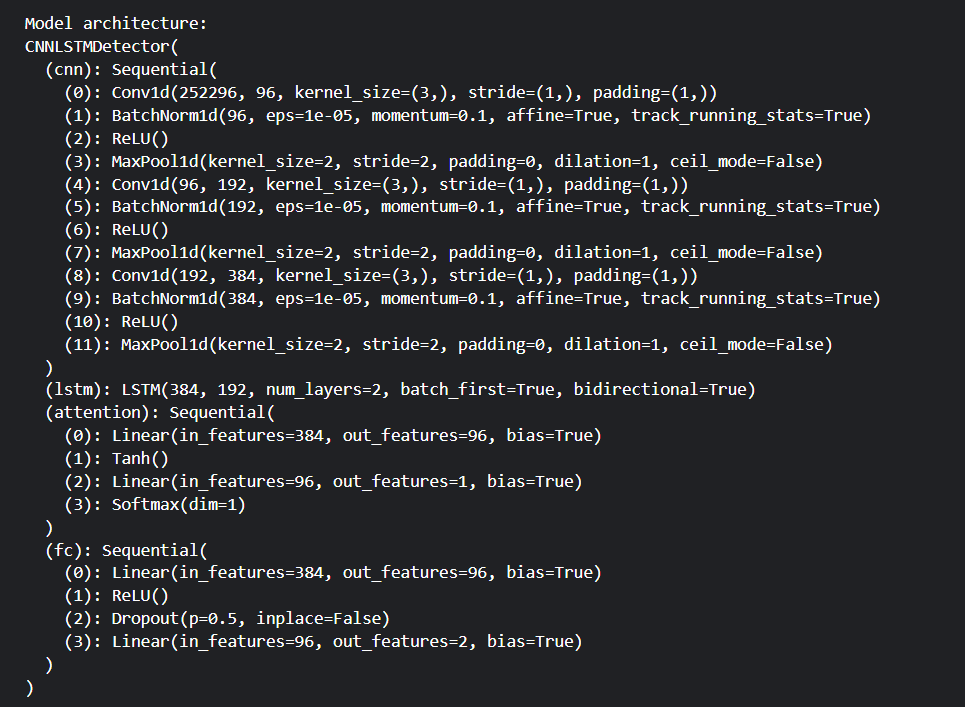 Model architecture:
CNNLSTMDetector(
  (cnn): Sequential(
    (0): Conv1d(252296, 96, kernel_size=(3,), stride=(1,), padding=(1,))
    (1): BatchNorm1d(96, eps=1e-05, momentum=0.1, affine=True, track_running_stats=True)
    (2): ReLU()
    (3): MaxPool1d(kernel_size=2, stride=2, padding=0, dilation=1, ceil_mode=False)
    (4): Conv1d(96, 192, kernel_size=(3,), stride=(1,), padding=(1,))
    (5): BatchNorm1d(192, eps=1e-05, momentum=0.1, affine=True, track_running_stats=True)
    (6): ReLU()
    (7): MaxPool1d(kernel_size=2, stride=2, padding=0, dilation=1, ceil_mode=False)
    (8): Conv1d(192, 384, kernel_size=(3,), stride=(1,), padding=(1,))
    (9): BatchNorm1d(384, eps=1e-05, momentum=0.1, affine=True, track_running_stats=True)
    (10): ReLU()
    (11): MaxPool1d(kernel_size=2, stride=2, padding=0, dilation=1, ceil_mode=False)
  )
  (lstm): LSTM(384, 192, num_layers=2, batch_first=True, bidirectional=True)
  (attention): Sequential(
    (0): Linear(in_features=384, out_features=96, bias=True)
    (1): Tanh()
    (2): Linear(in_features=96, out_features=1, bias=True)
    (3): Softmax(dim=1)
  )
  (fc): Sequential(
    (0): Linear(in_features=384, out_features=96, bias=True)
    (1): ReLU()
    (2): Dropout(p=0.5, inplace=False)
    (3): Linear(in_features=96, out_features=2, bias=True)
  )
)